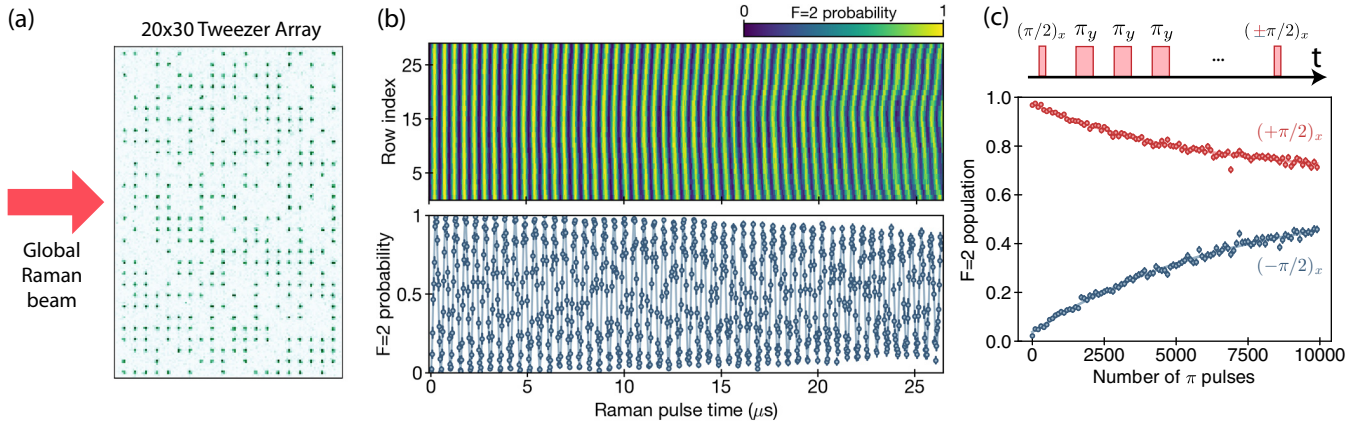 (a)
20x30 Tweezer Array
Global
Raman
beam
(b)
0 1
F=2 probability
Row index
25
15
5
F=2 probability
1
0.5
0
0 5 10 15 20 25
Raman pulse time (μs)
(c)
(π/2)ₓ π_y π_y π_y (±π/2)ₓ
... t
F=2 population
1.0
0.8
0.6
0.4
0.2
0.0
(+π/2)ₓ
(−π/2)ₓ
0 2500 5000 7500 10000
Number of π pulses